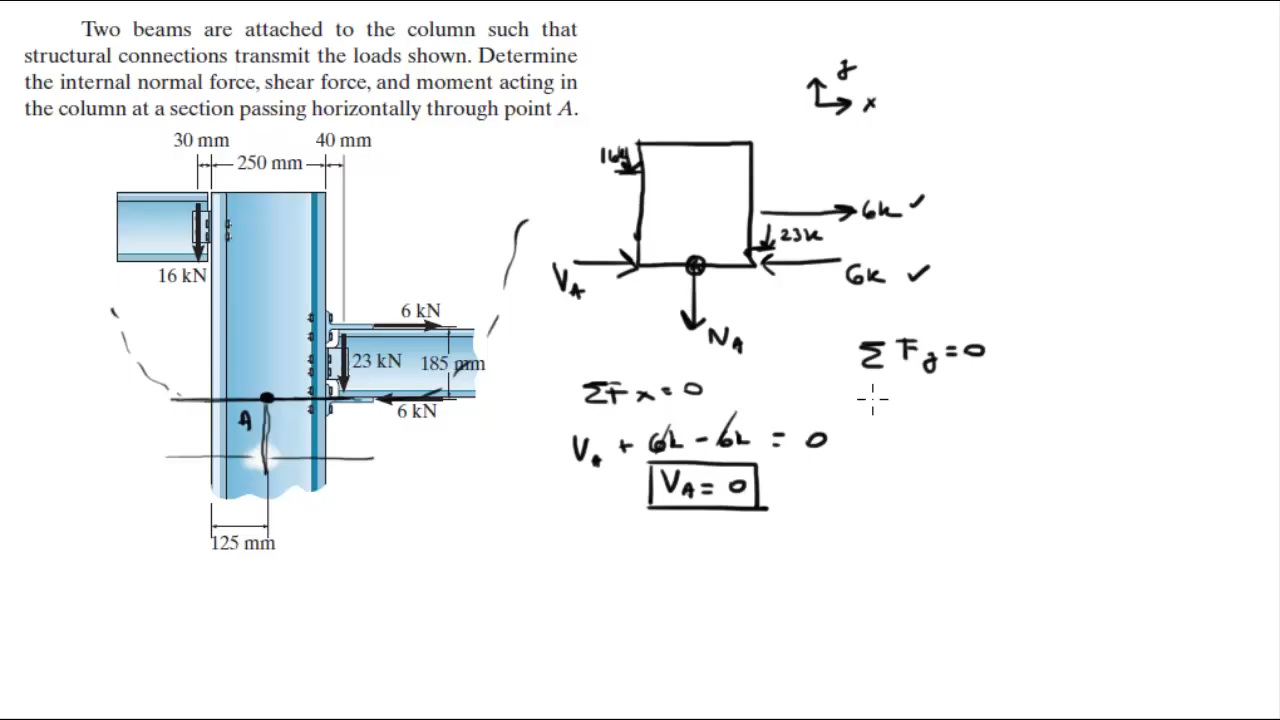 Two beams are attached to the column such that
structural connections transmit the loads shown. Determine
the internal normal force, shear force, and moment acting in
the column at a section passing horizontally through point A.
30 mm
40 mm
250 mm
16 kN
6 kN
23 kN
185 mm
6 kN
A
125 mm
y
x
16k
6k ✓
23k
V_A
6k ✓
N_A
ΣFx=0
V_A + 6k - 6k = 0
V_A = 0
ΣFy=0